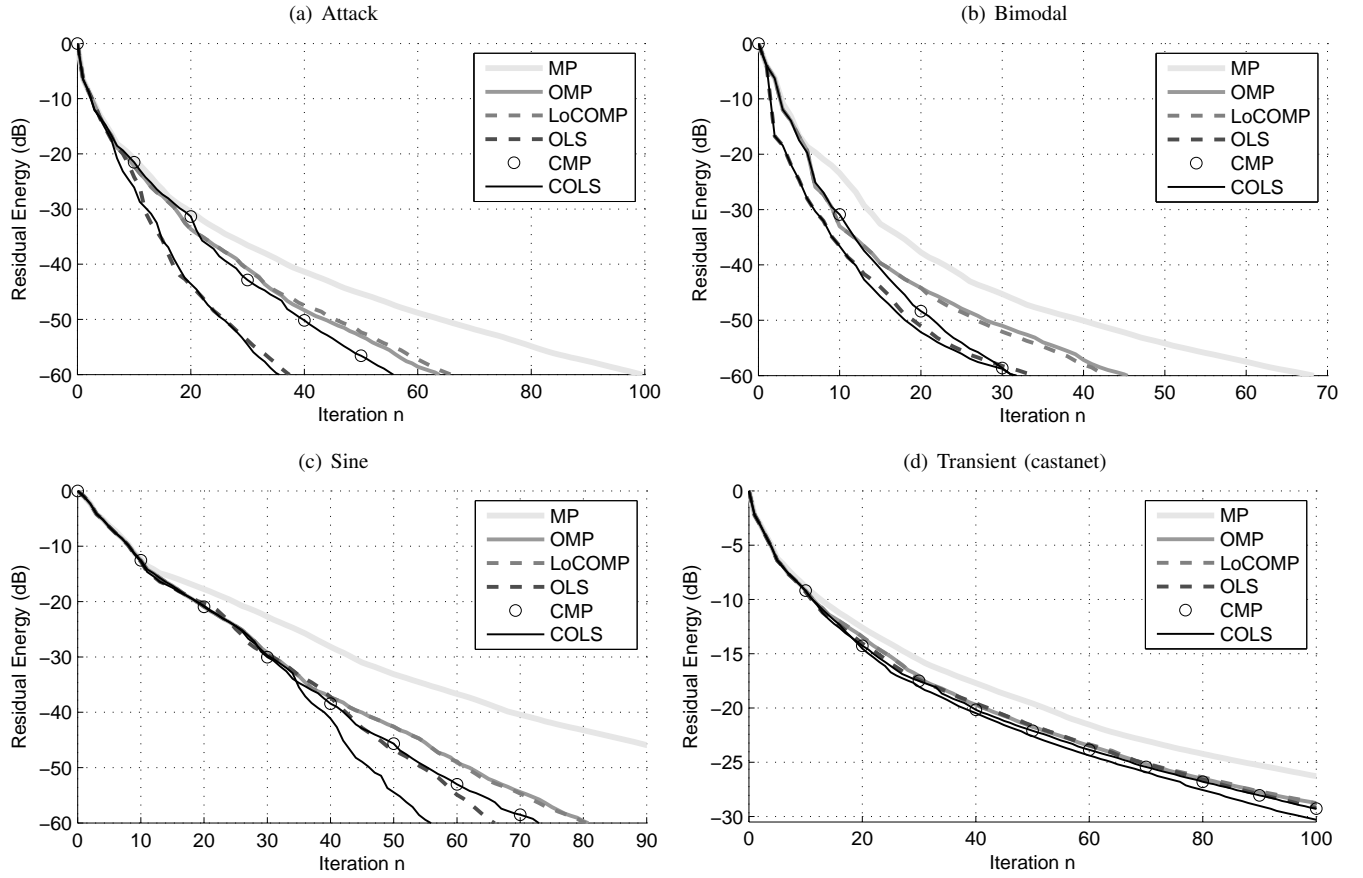 (a) Attack
0
−10
−20
−30
−40
−50
−60
Residual Energy (dB)
0 20 40 60 80 100
Iteration n
MP
OMP
LoCOMP
OLS
CMP
COLS
(b) Bimodal
0
−10
−20
−30
−40
−50
−60
Residual Energy (dB)
0 10 20 30 40 50 60 70
Iteration n
MP
OMP
LoCOMP
OLS
CMP
COLS
(c) Sine
0
−10
−20
−30
−40
−50
−60
Residual Energy (dB)
0 10 20 30 40 50 60 70 80 90
Iteration n
MP
OMP
LoCOMP
OLS
CMP
COLS
(d) Transient (castanet)
0
−5
−10
−15
−20
−25
−30
Residual Energy (dB)
0 20 40 60 80 100
Iteration n
MP
OMP
LoCOMP
OLS
CMP
COLS